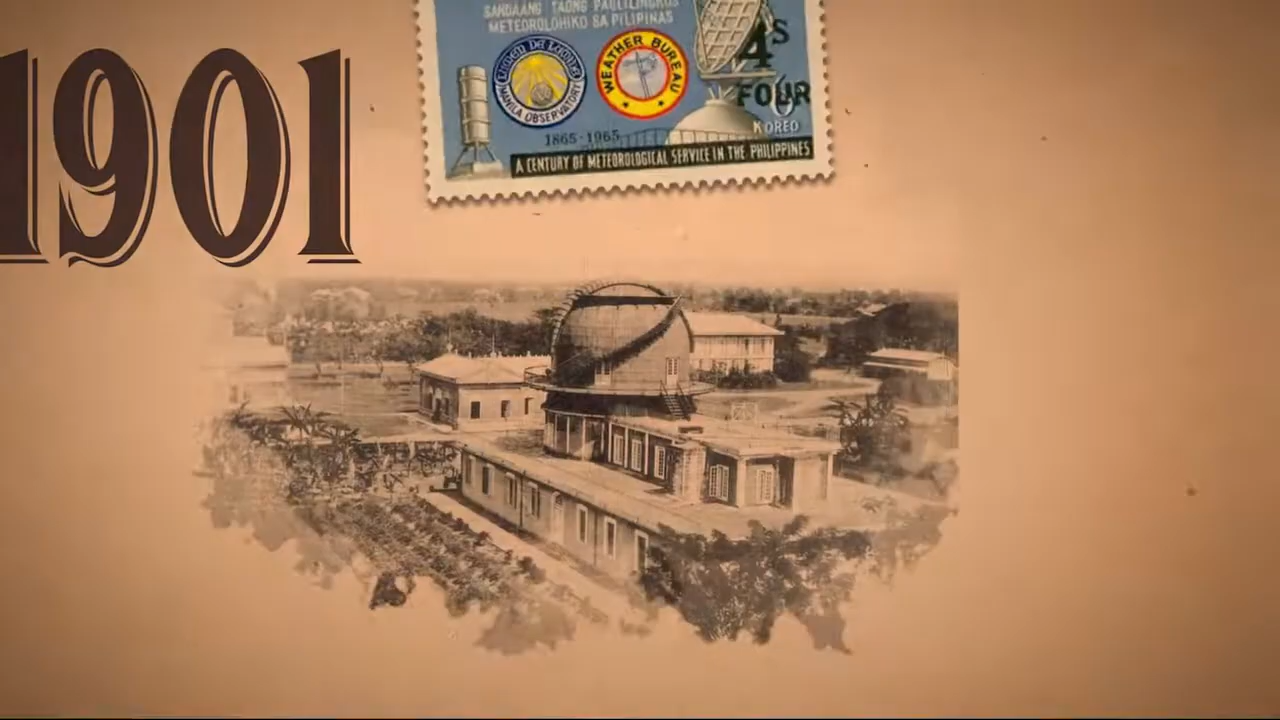 1901
SANDAANG TAONG PAGLILINGKOD
METEOROLOHIKO SA PILIPINAS
MANILA OBSERVATORY
WEATHER BUREAU
4s
FOUR
KOREO
1865-1965
A CENTURY OF METEOROLOGICAL SERVICE IN THE PHILIPPINES